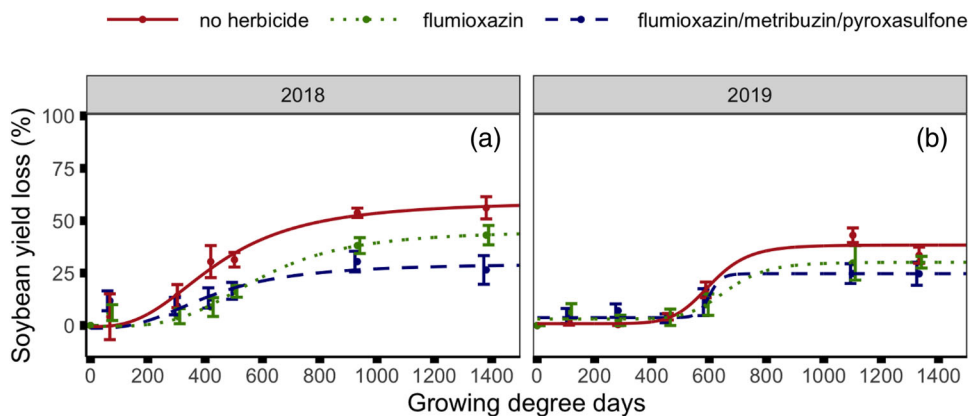 no herbicide flumioxazin flumioxazin/metribuzin/pyroxasulfone
2018 2019
(a) (b)
Soybean yield loss (%)
100
75
50
25
0
0 200 400 600 800 1000 1200 1400 0 200 400 600 800 1000 1200 1400
Growing degree days